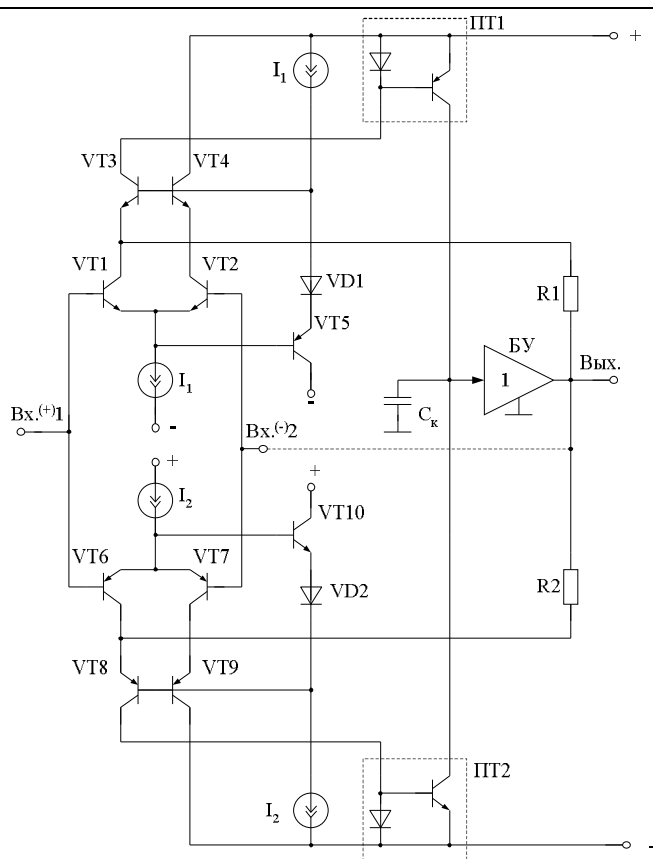 ПТ1
+
I₁
VT3 VT4
VT1 VT2
VD1
R1
VT5
БУ
I₁
1
Вых.
-
Вх.⁽⁺⁾1
-
Cк
Вх.⁽⁻⁾2
+
+
I₂
VT10
VT6 VT7
VD2
R2
VT8 VT9
ПТ2
I₂
-